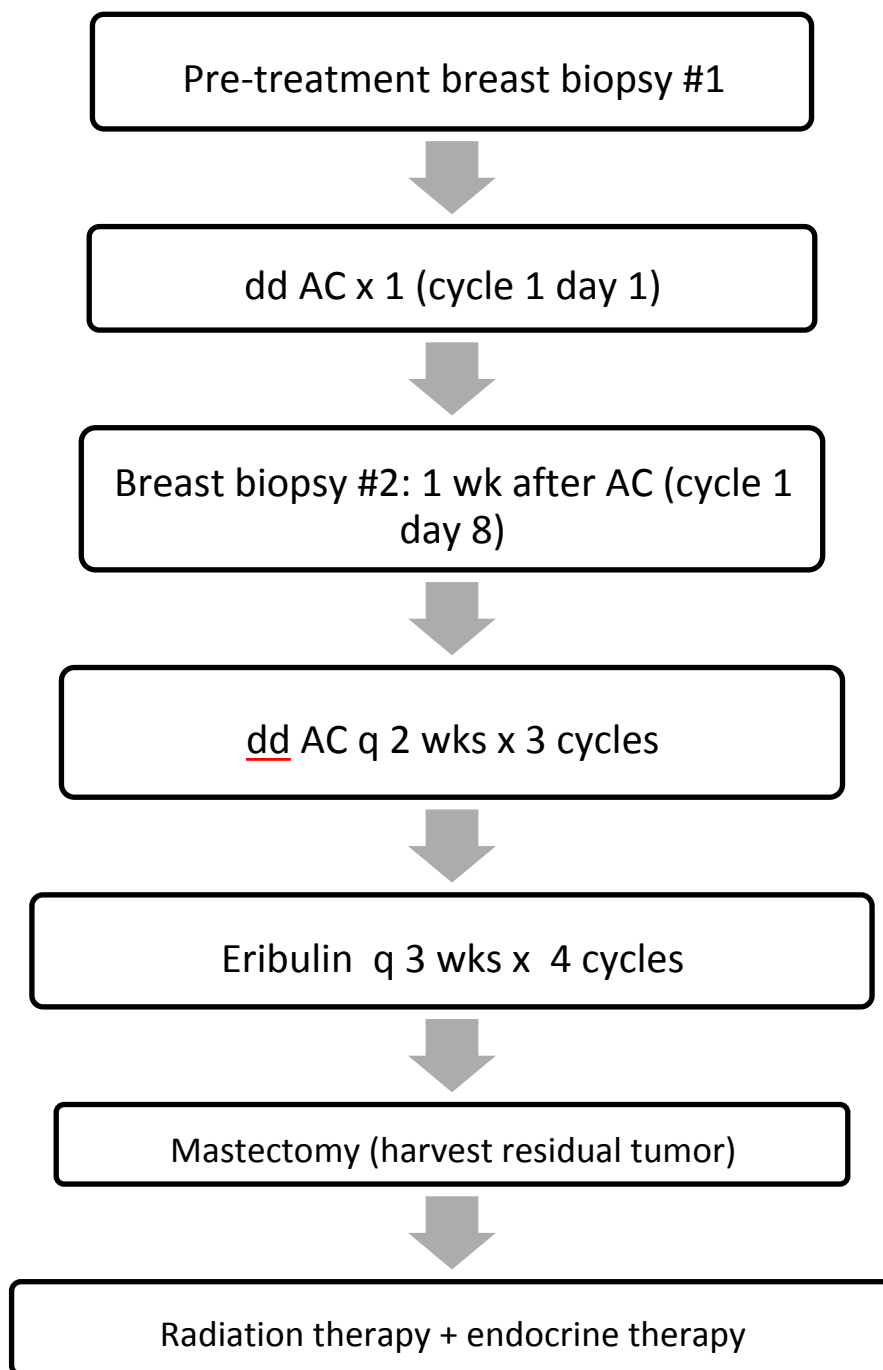 Pre-treatment breast biopsy #1
dd AC x 1 (cycle 1 day 1)
Breast biopsy #2: 1 wk after AC (cycle 1
day 8)
dd AC q 2 wks x 3 cycles
Eribulin q 3 wks x 4 cycles
Mastectomy (harvest residual tumor)
Radiation therapy + endocrine therapy